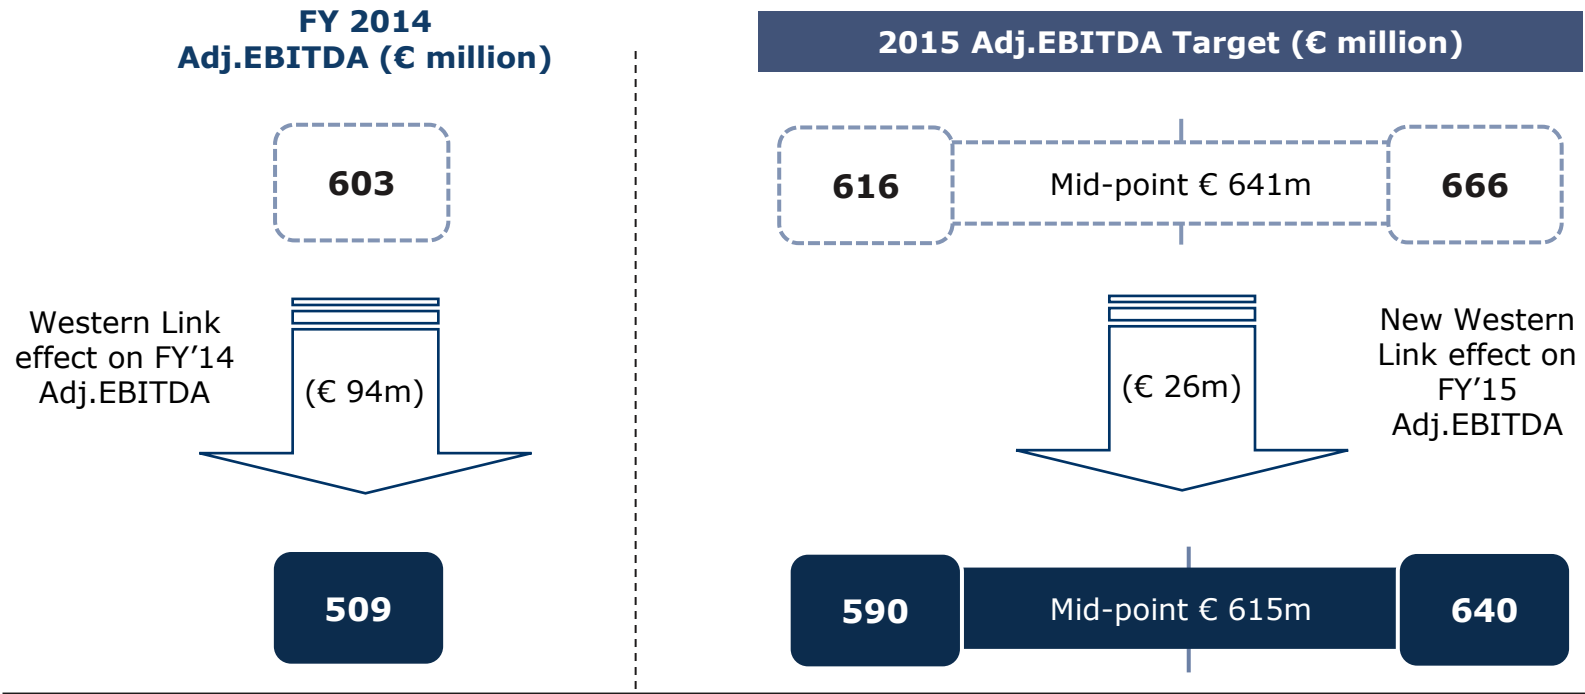 FY 2014
Adj.EBITDA (€ million)
603
Western Link
effect on FY’14
Adj.EBITDA
(€ 94m)
509
2015 Adj.EBITDA Target (€ million)
616
Mid-point € 641m
666
(€ 26m)
New Western
Link effect on
FY’15
Adj.EBITDA
590
Mid-point € 615m
640